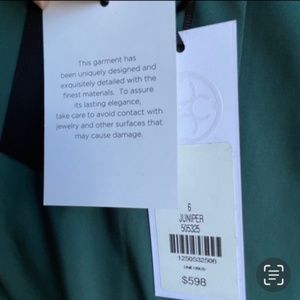 This garment has
been uniquely designed and
exquisitely detailed with the
finest materials. To assure
its lasting elegance,
take care to avoid contact with
jewelry and other surfaces that
may cause damage.
6
JUNIPER
505325
1250532506
$598